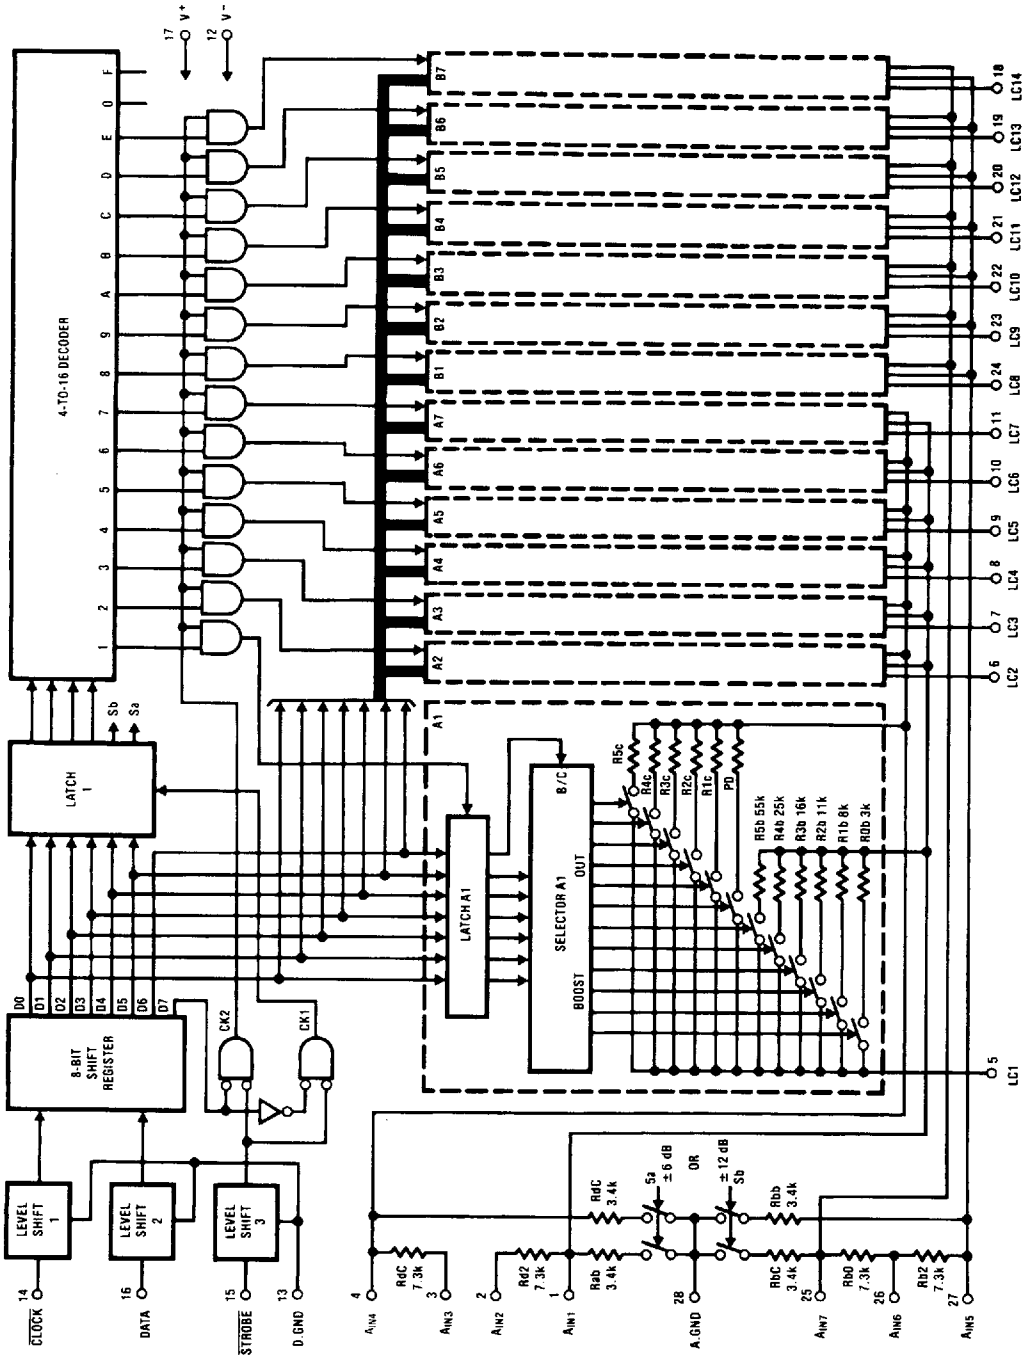 17 V+
12 V-
4-TO-16 DECODER
1 2 3 4 5 6 7 8 9 A B C D E 0 F
LATCH
1
Sb
Sa
8-BIT
SHIFT
REGISTER
D0
D1
D2
D3
D4
D5
D6
D7
CK2
CK1
LEVEL
SHIFT
1
LEVEL
SHIFT
2
LEVEL
SHIFT
3
CLOCK
14
DATA
16
STROBE
15
D.GND
13
A1
A2
A3
A4
A5
A6
A7
B1
B2
B3
B4
B5
B6
B7
LATCH A1
SELECTOR A1
B/C
OUT
BOOST
R5c
R4c
R3c
R2c
R1c
PD
R5b 55k
R4b 25k
R3b 16k
R2b 11k
R1b 8k
R0b 3k
AIN4
4
RdC
7.3k
AIN3
3
AIN2
2
Rd2
7.3k
AIN1
1
RdC
3.4k
Rab
3.4k
5a
± 6 dB
OR
± 12 dB
Sb
A.GND
28
Rbb
3.4k
RbC
3.4k
AIN7
25
Rb0
7.3k
AIN6
26
Rb2
7.3k
AIN5
27
5
LC1
6
LC2
7
LC3
8
LC4
9
LC5
10
LC6
11
LC7
24
LC8
23
LC9
22
LC10
21
LC11
20
LC12
19
LC13
18
LC14